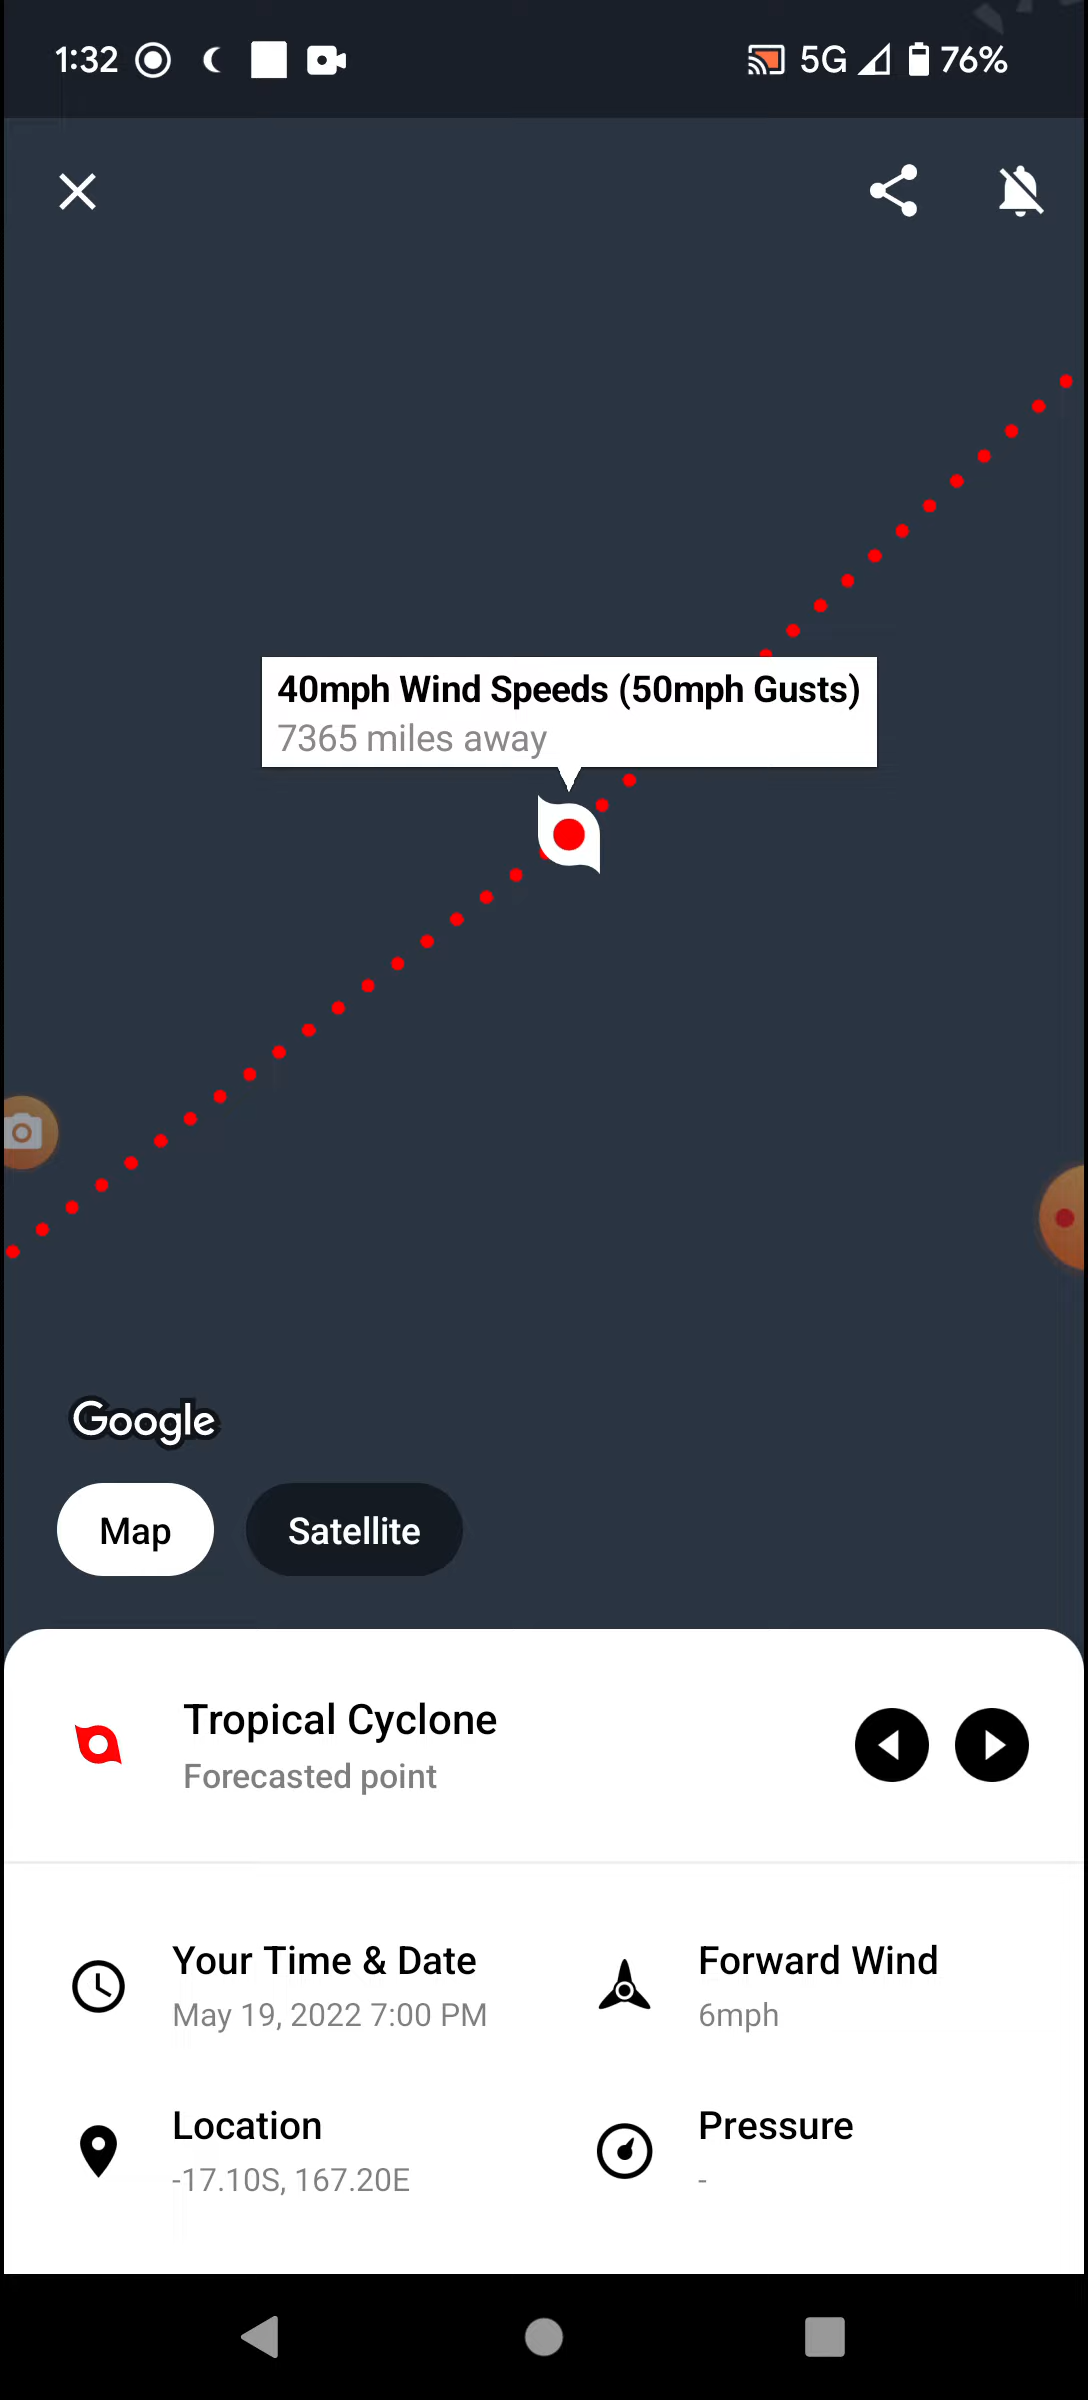 1:32
5G
76%
40mph Wind Speeds (50mph Gusts)
7365 miles away
Google
Map
Satellite
Tropical Cyclone
Forecasted point
Your Time & Date
May 19, 2022 7:00 PM
Forward Wind
6mph
Location
-17.10S, 167.20E
Pressure
-